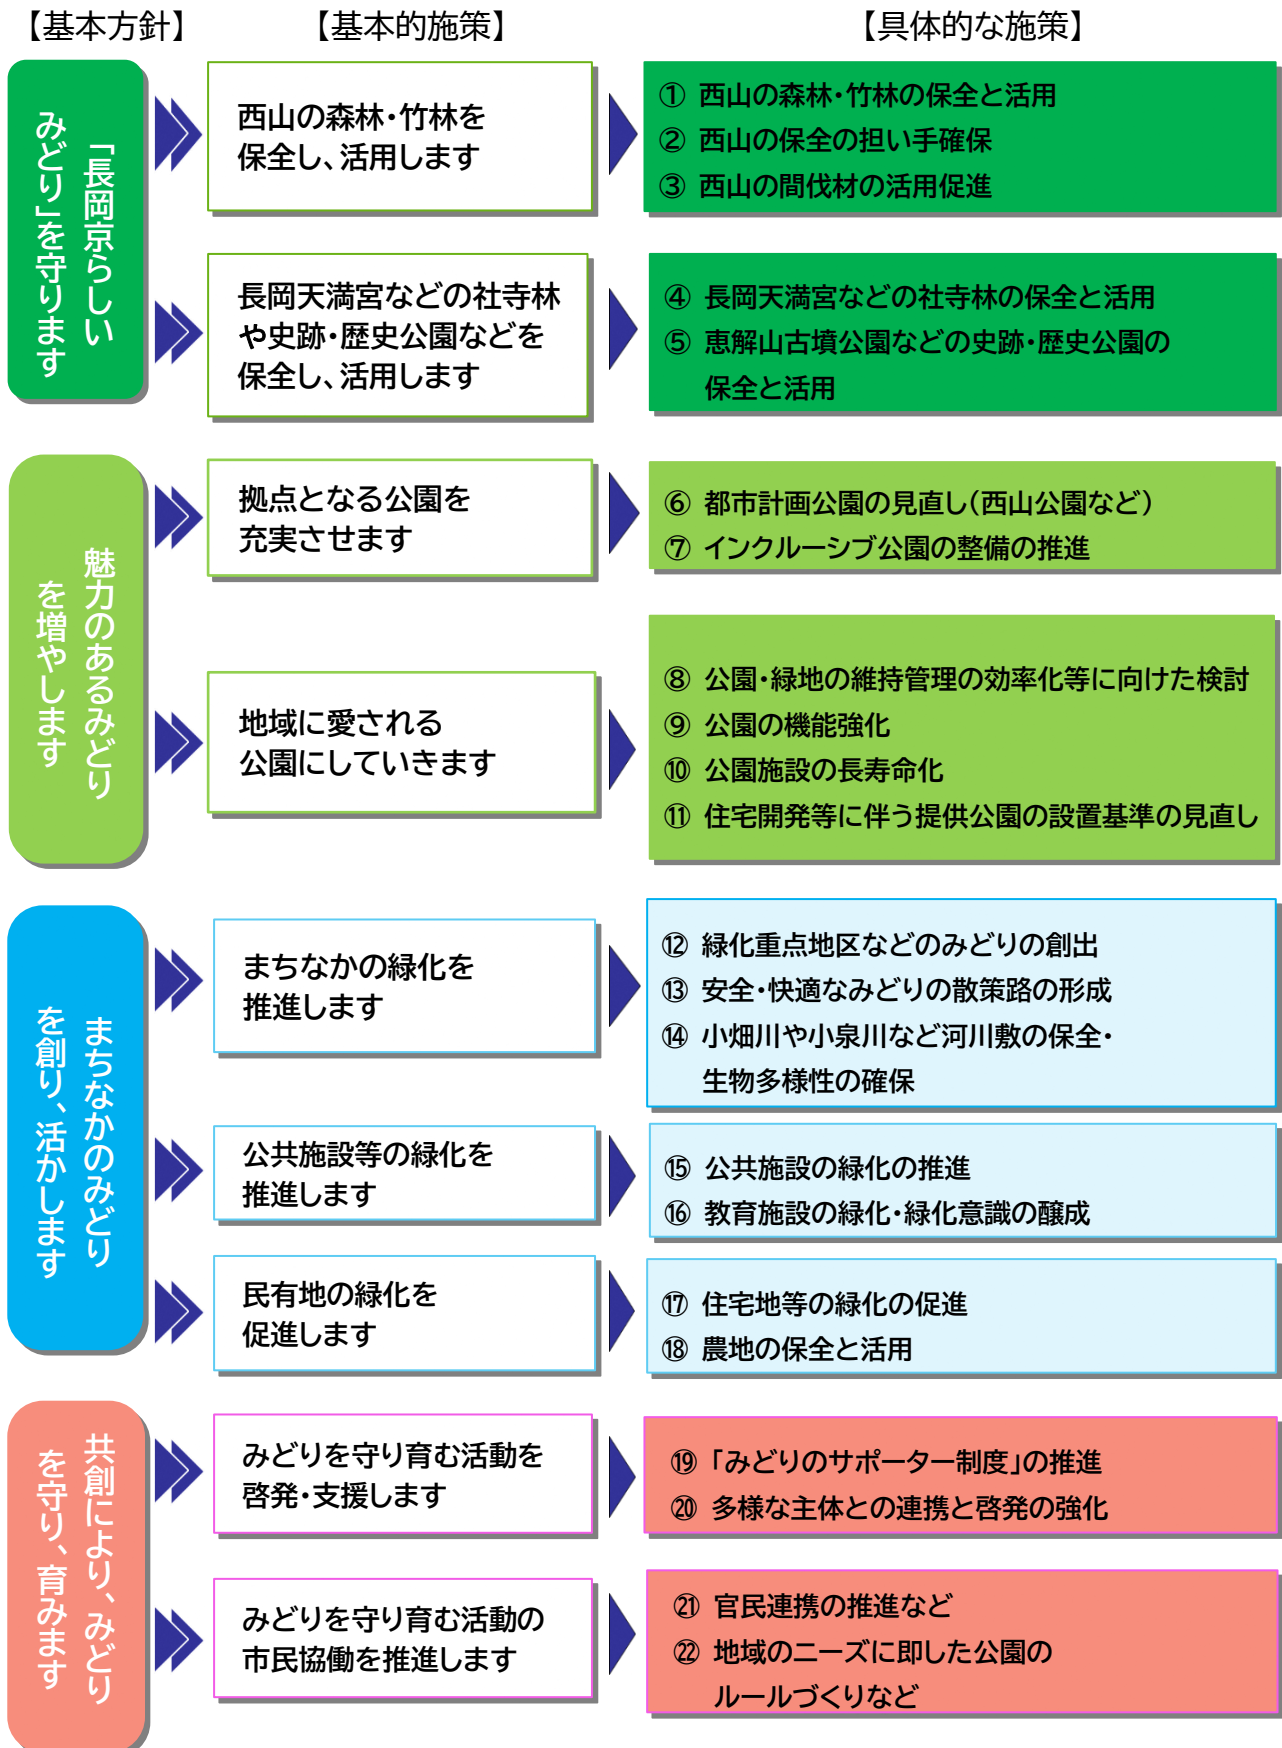 【基本方針】
【基本的施策】
【具体的な施策】
「長岡京らしい
みどり」を守ります
西山の森林・竹林を
保全し、活用します
① 西山の森林・竹林の保全と活用
② 西山の保全の担い手確保
③ 西山の間伐材の活用促進
長岡天満宮などの社寺林
や史跡・歴史公園などを
保全し、活用します
④ 長岡天満宮などの社寺林の保全と活用
⑤ 恵解山古墳公園などの史跡・歴史公園の
保全と活用
魅力のあるみどり
を増やします
拠点となる公園を
充実させます
⑥ 都市計画公園の見直し（西山公園など）
⑦ インクルーシブ公園の整備の推進
地域に愛される
公園にしていきます
⑧ 公園・緑地の維持管理の効率化等に向けた検討
⑨ 公園の機能強化
⑩ 公園施設の長寿命化
⑪ 住宅開発等に伴う提供公園の設置基準の見直し
まちなかのみどり
を創り、活かします
まちなかの緑化を
推進します
⑫ 緑化重点地区などのみどりの創出
⑬ 安全・快適なみどりの散策路の形成
⑭ 小畑川や小泉川など河川敷の保全・
生物多様性の確保
公共施設等の緑化を
推進します
⑮ 公共施設の緑化の推進
⑯ 教育施設の緑化・緑化意識の醸成
民有地の緑化を
促進します
⑰ 住宅地等の緑化の促進
⑱ 農地の保全と活用
共創により、みどり
を守り、育みます
みどりを守り育む活動を
啓発・支援します
⑲ 「みどりのサポーター制度」の推進
⑳ 多様な主体との連携と啓発の強化
みどりを守り育む活動の
市民協働を推進します
㉑ 官民連携の推進など
㉒ 地域のニーズに即した公園の
ルールづくりなど